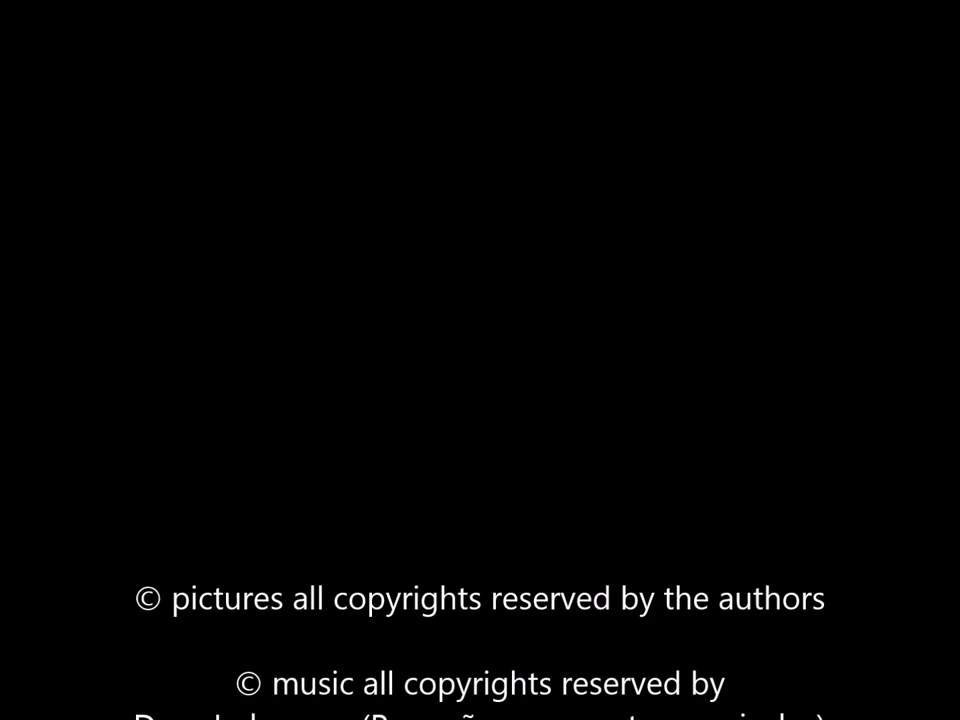 © pictures all copyrights reserved by the authors
© music all copyrights reserved by